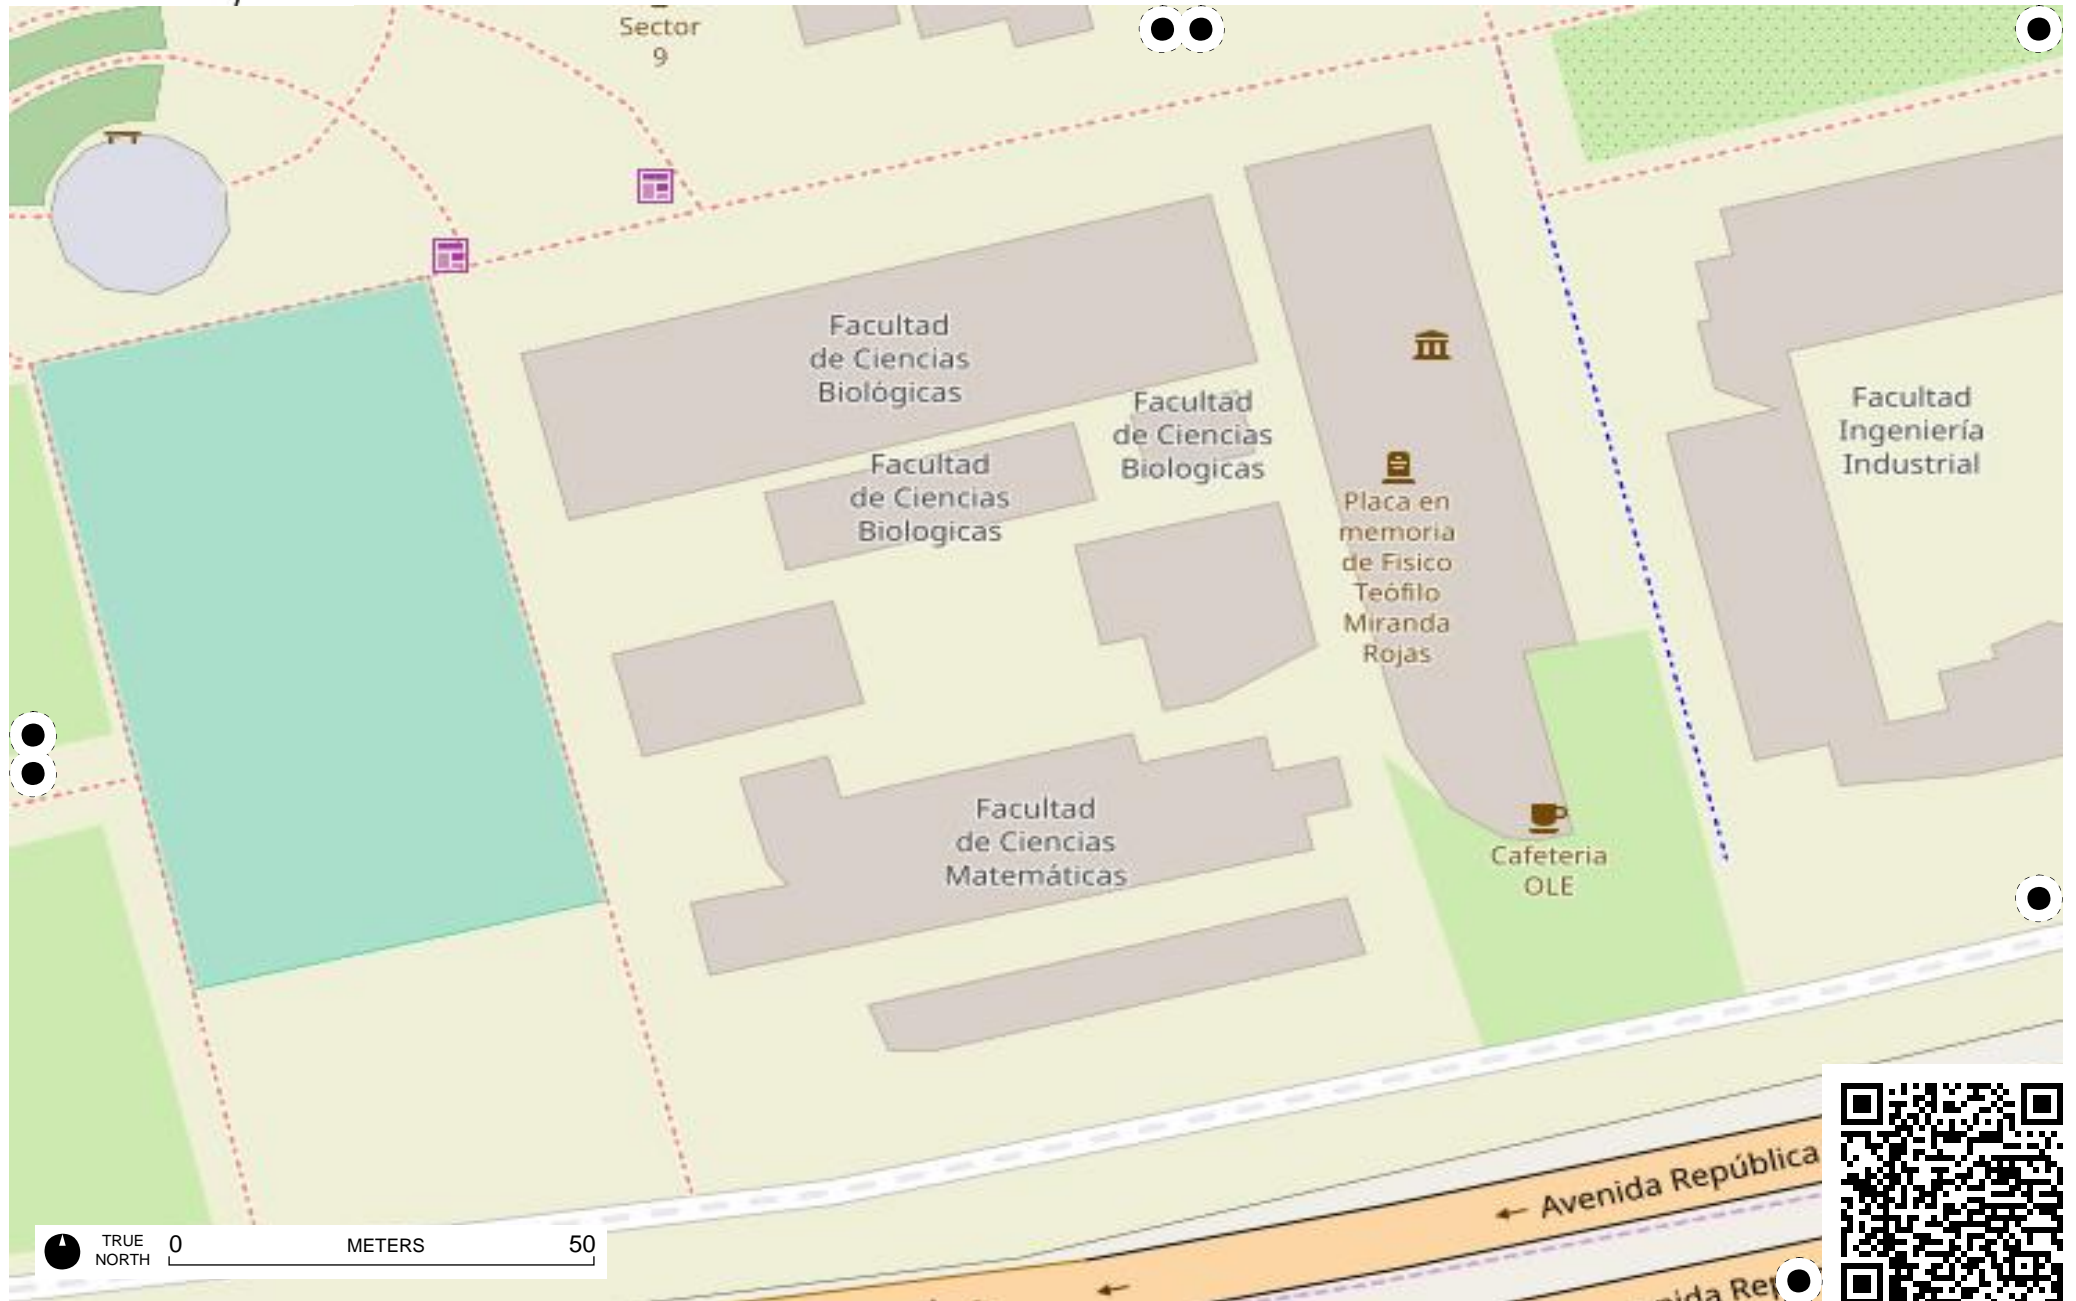 Sector
9
Facultad
de Ciencias
Biológicas
Facultad
de Ciencias
Biologicas
Facultad
de Ciencias
Biologicas
Facultad
Ingeniería
Industrial
Placa en
memoria
de Fisico
Teófilo
Miranda
Rojas
Facultad
de Ciencias
Matemáticas
Cafeteria
OLE
← Avenida República
←
TRUE
NORTH
0 METERS 50